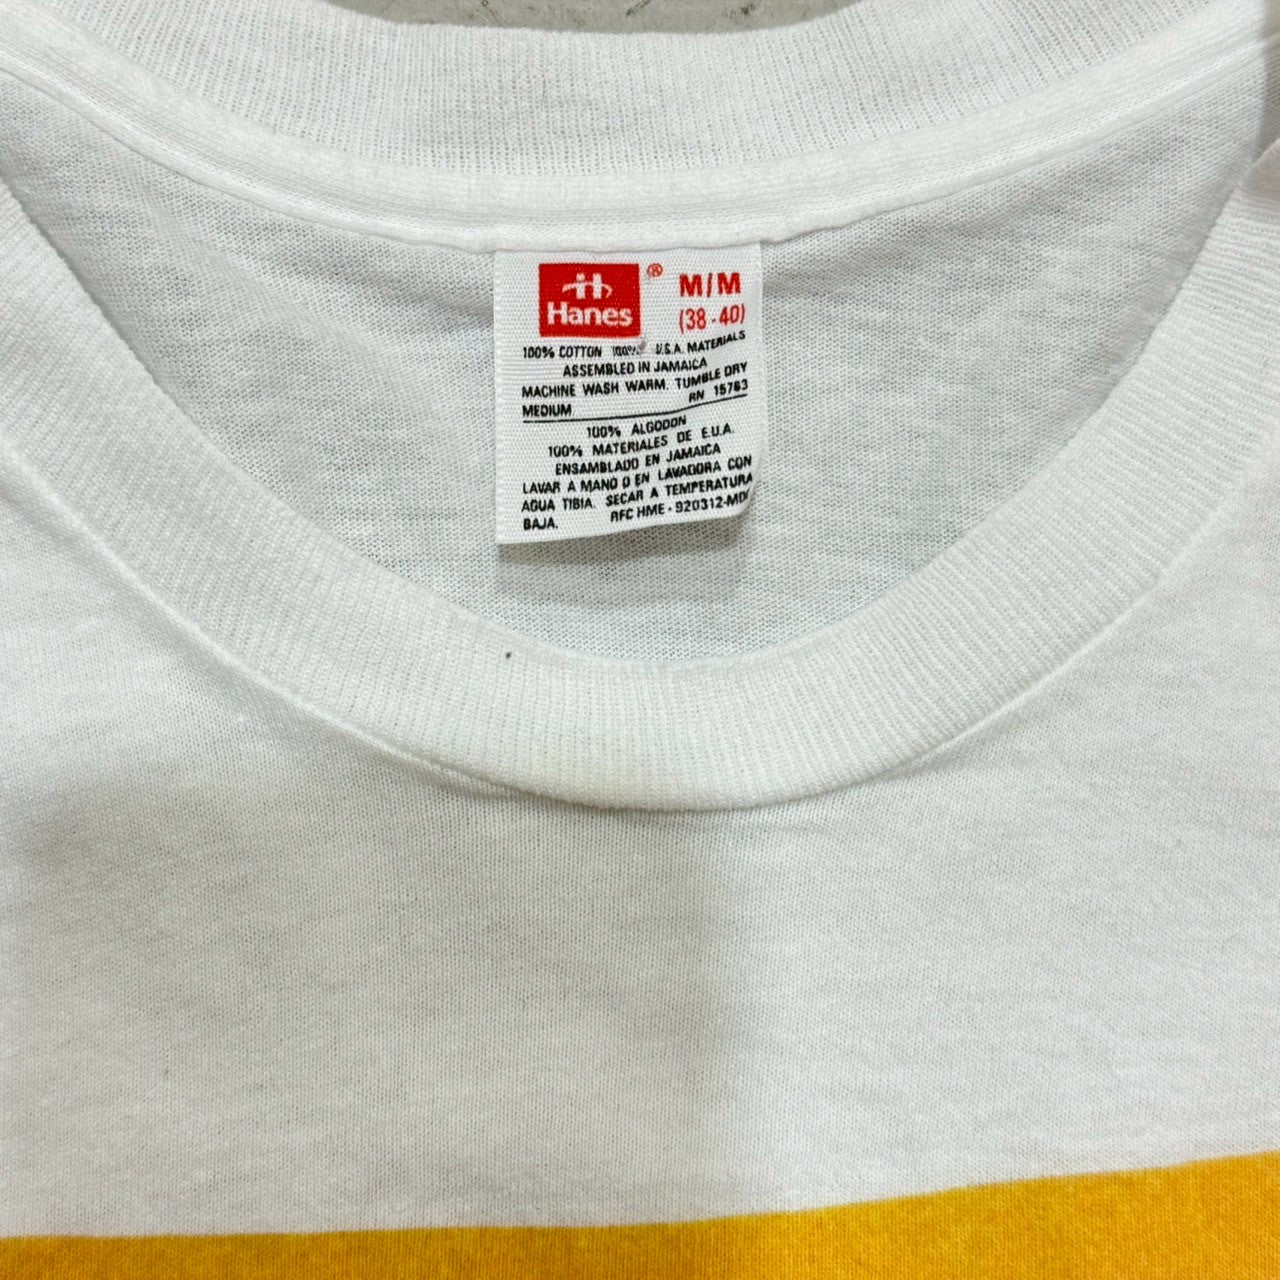 Hanes ®
M/M
(38-40)
100% COTTON 100% U.S.A. MATERIALS
ASSEMBLED IN JAMAICA
MACHINE WASH WARM. TUMBLE DRY
MEDIUM RN 15763
100% ALGODON
100% MATERIALES DE E.U.A.
ENSAMBLADO EN JAMAICA
LAVAR A MANO O EN LAVADORA CON
AGUA TIBIA. SECAR A TEMPERATURA
BAJA. RFC HME-920312-MD